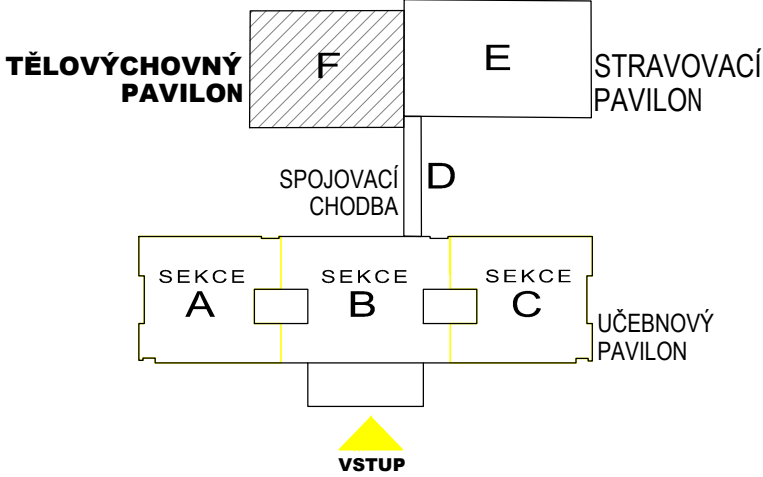 F
E
TĚLOVÝCHOVNÝ
PAVILON
STRAVOVACÍ
PAVILON
SPOJOVACÍ
CHODBA
D
SEKCE
A
SEKCE
B
SEKCE
C
UČEBNOVÝ
PAVILON
VSTUP